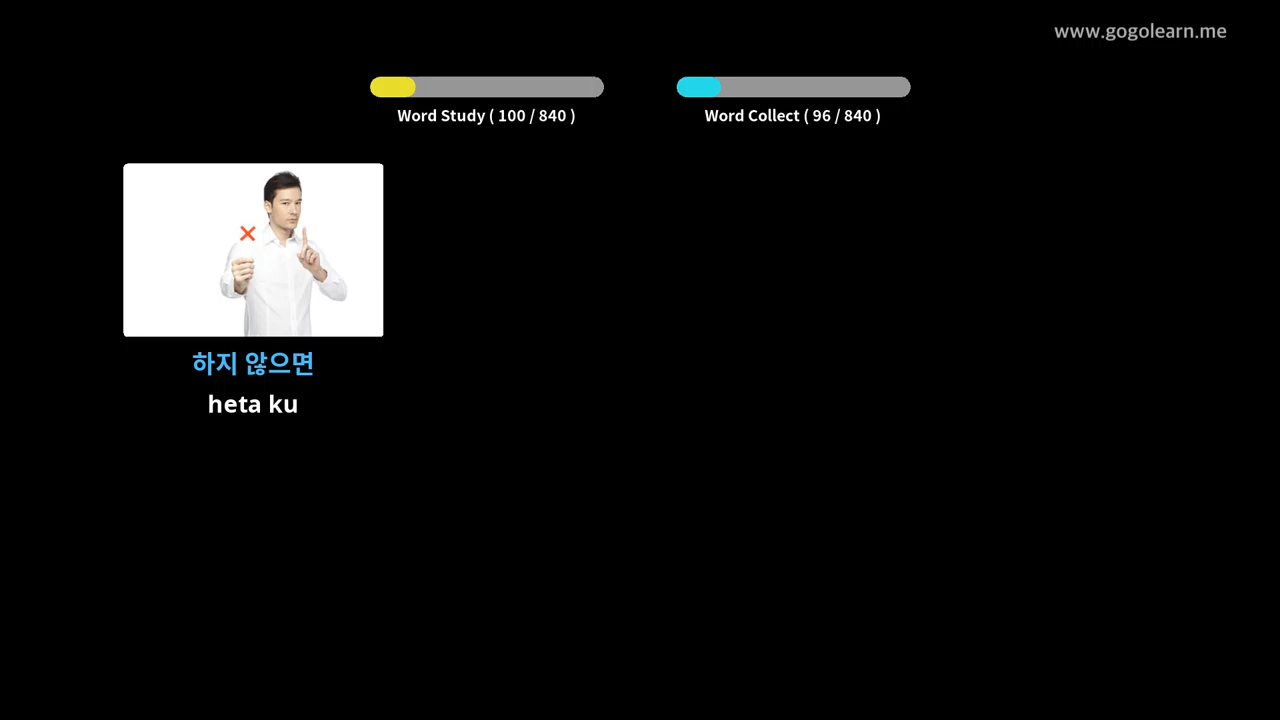 www.gogolearn.me
Word Study ( 100 / 840 )
Word Collect ( 96 / 840 )
하지 않으면
heta ku